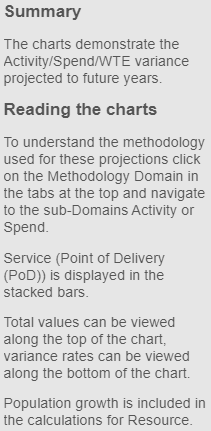 Summary
The charts demonstrate the
Activity/Spend/WTE variance
projected to future years.
Reading the charts
To understand the methodology
used for these projections click
on the Methodology Domain in
the tabs at the top and navigate
to the sub-Domains Activity or
Spend.
Service (Point of Delivery
(PoD)) is displayed in the
stacked bars.
Total values can be viewed
along the top of the chart,
variance rates can be viewed
along the bottom of the chart.
Population growth is included in
the calculations for Resource.